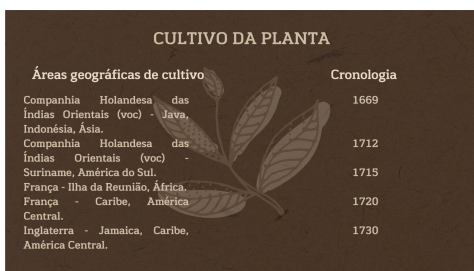 CULTIVO DA PLANTA
Áreas geográficas de cultivo Cronologia
Companhia Holandesa das 1669
Índias Orientais (voc) - Java,
Indonésia, Ásia.
Companhia Holandesa das 1712
Índias Orientais (voc) -
Suriname, América do Sul. 1715
França - Ilha da Reunião, África.
França - Caribe, América 1720
Central.
Inglaterra - Jamaica, Caribe, 1730
América Central.